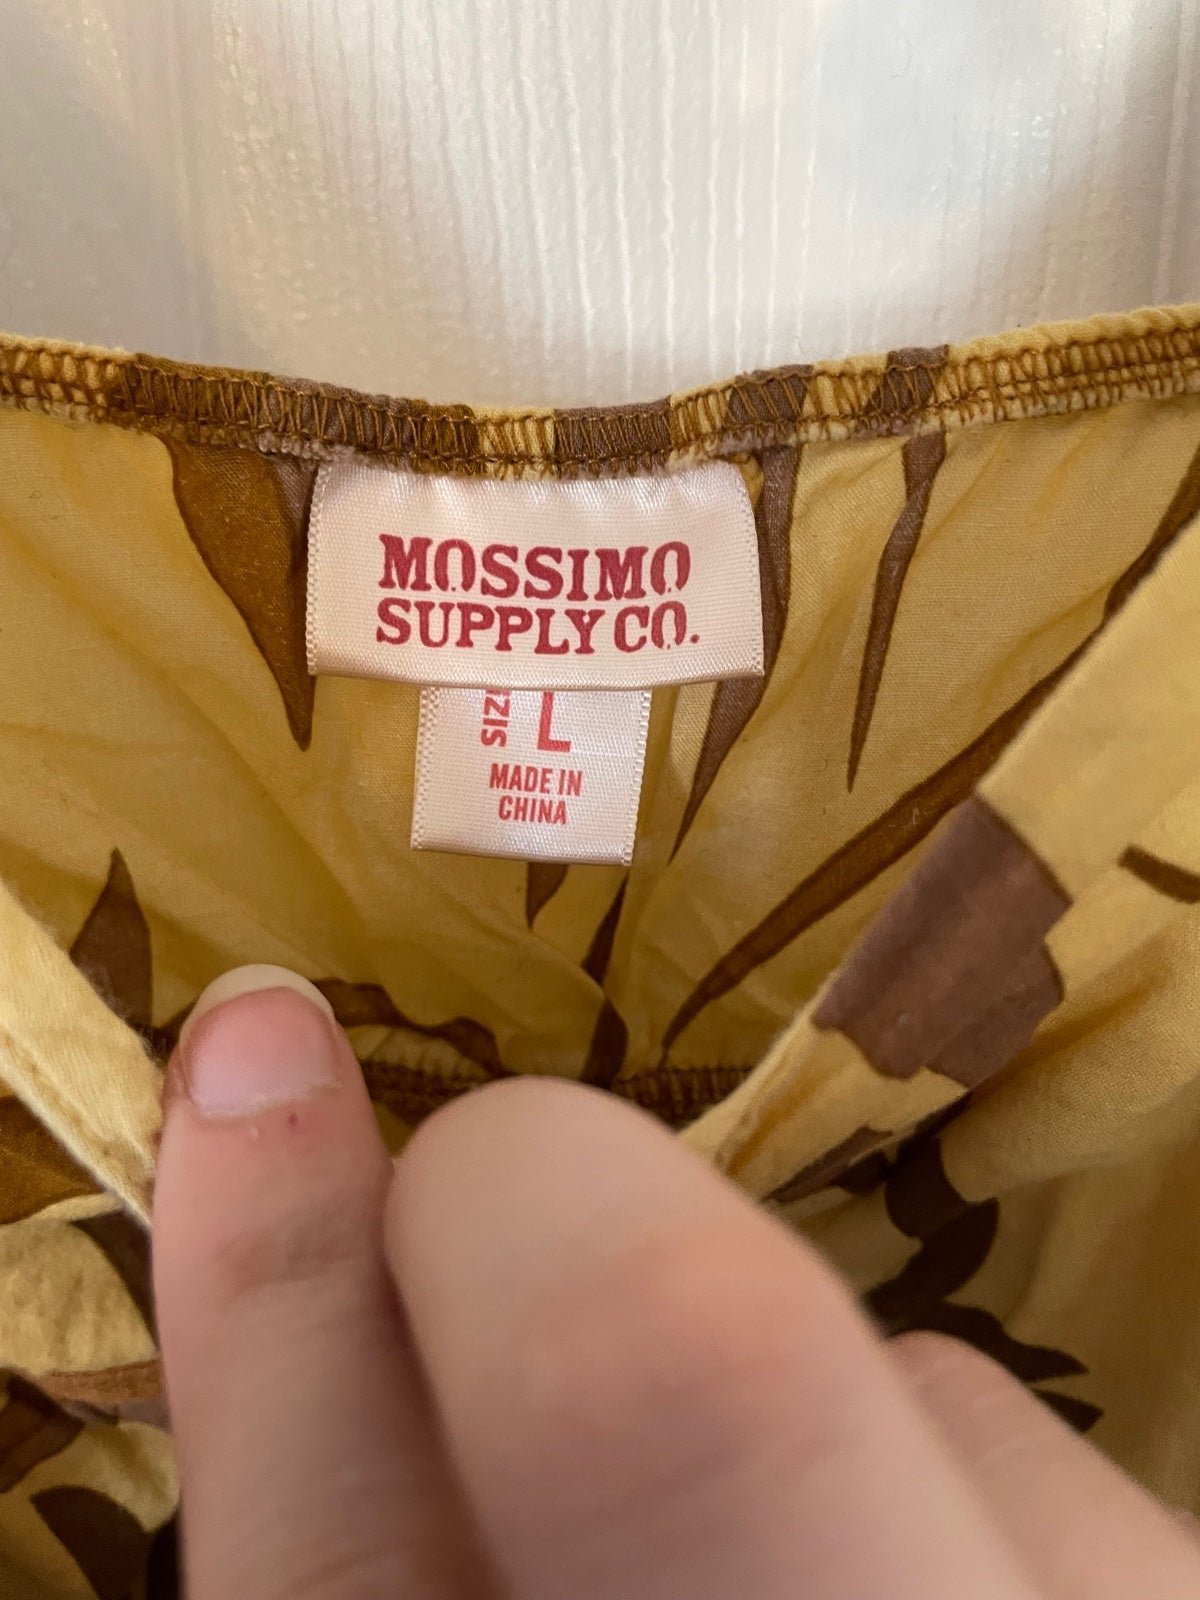 MOSSIMO
SUPPLY CO.
SIZE L
MADE IN
CHINA